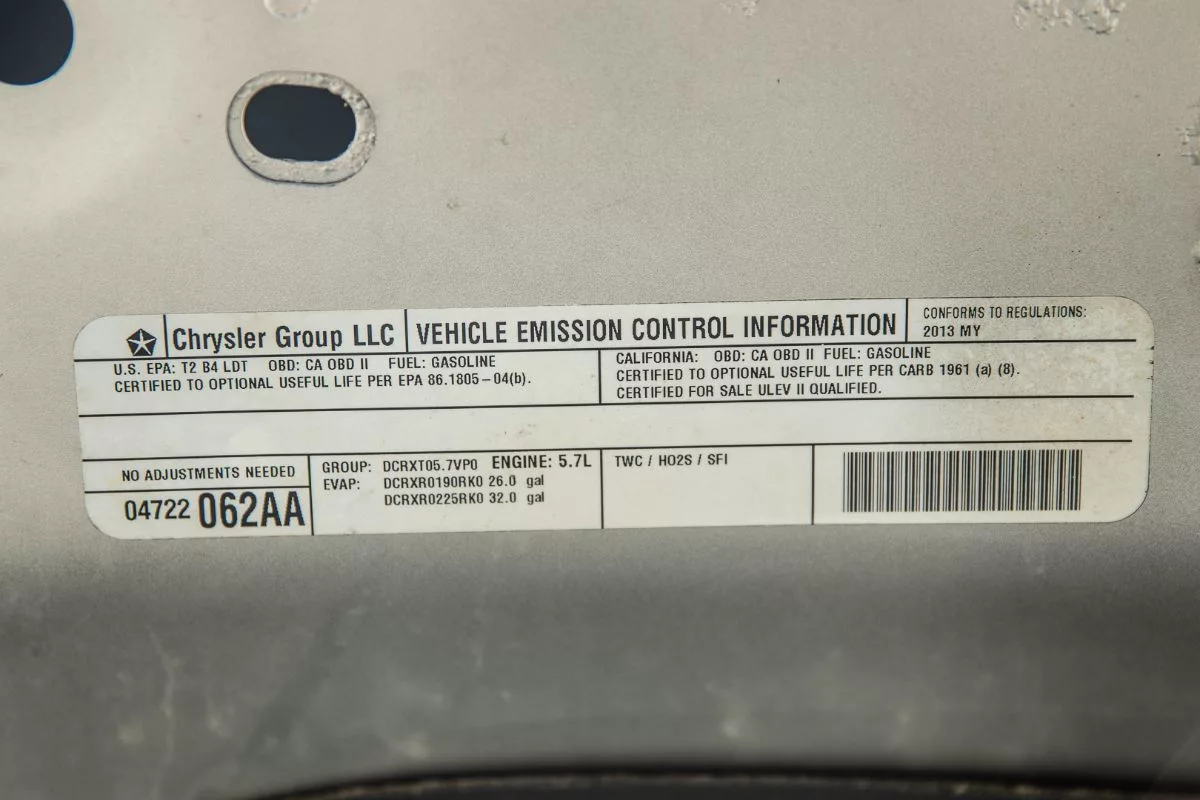 Chrysler Group LLC
VEHICLE EMISSION CONTROL INFORMATION
CONFORMS TO REGULATIONS:
2013 MY
U.S. EPA: T2 B4 LDT OBD: CA OBD II FUEL: GASOLINE
CERTIFIED TO OPTIONAL USEFUL LIFE PER EPA 86.1805-04(b).
CALIFORNIA: OBD: CA OBD II FUEL: GASOLINE
CERTIFIED TO OPTIONAL USEFUL LIFE PER CARB 1961 (a) (8).
CERTIFIED FOR SALE ULEV II QUALIFIED.
NO ADJUSTMENTS NEEDED
04722 062AA
GROUP: DCRXT05.7VP0 ENGINE: 5.7L
EVAP: DCRXR0190RK0 26.0 gal
DCRXR0225RK0 32.0 gal
TWC / HO2S / SFI